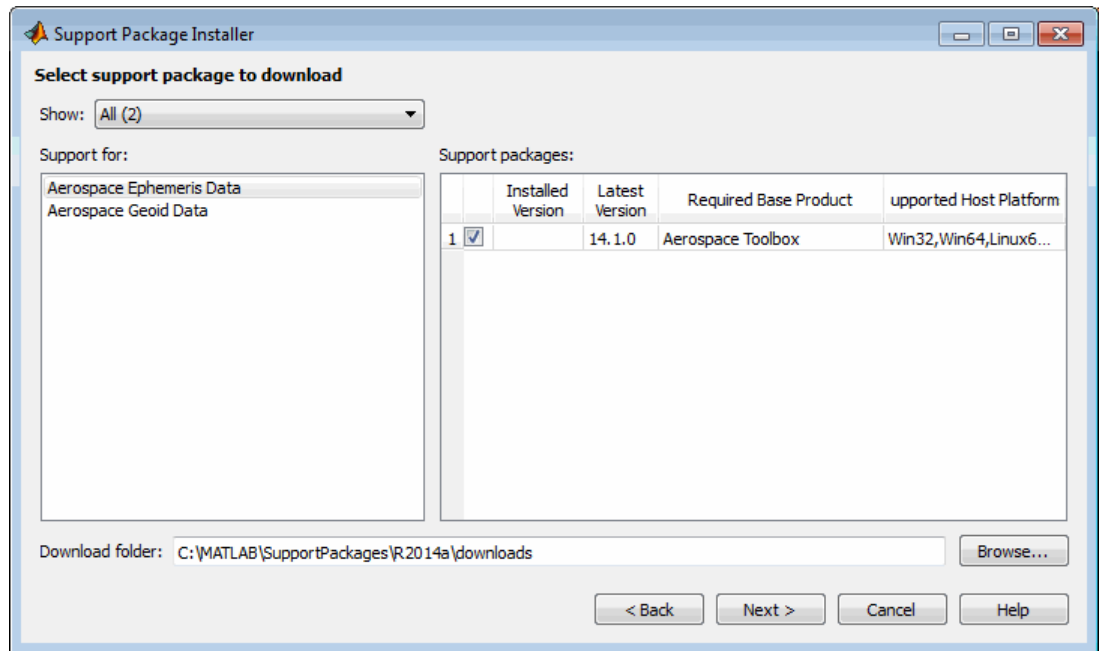 Support Package Installer
Select support package to download
Show: All (2)
Support for:
Support packages:
Aerospace Ephemeris Data
Aerospace Geoid Data
Installed Version Latest Version Required Base Product upported Host Platform
1 14.1.0 Aerospace Toolbox Win32,Win64,Linux6...
Download folder: C:\MATLAB\SupportPackages\R2014a\downloads Browse...
< Back Next > Cancel Help